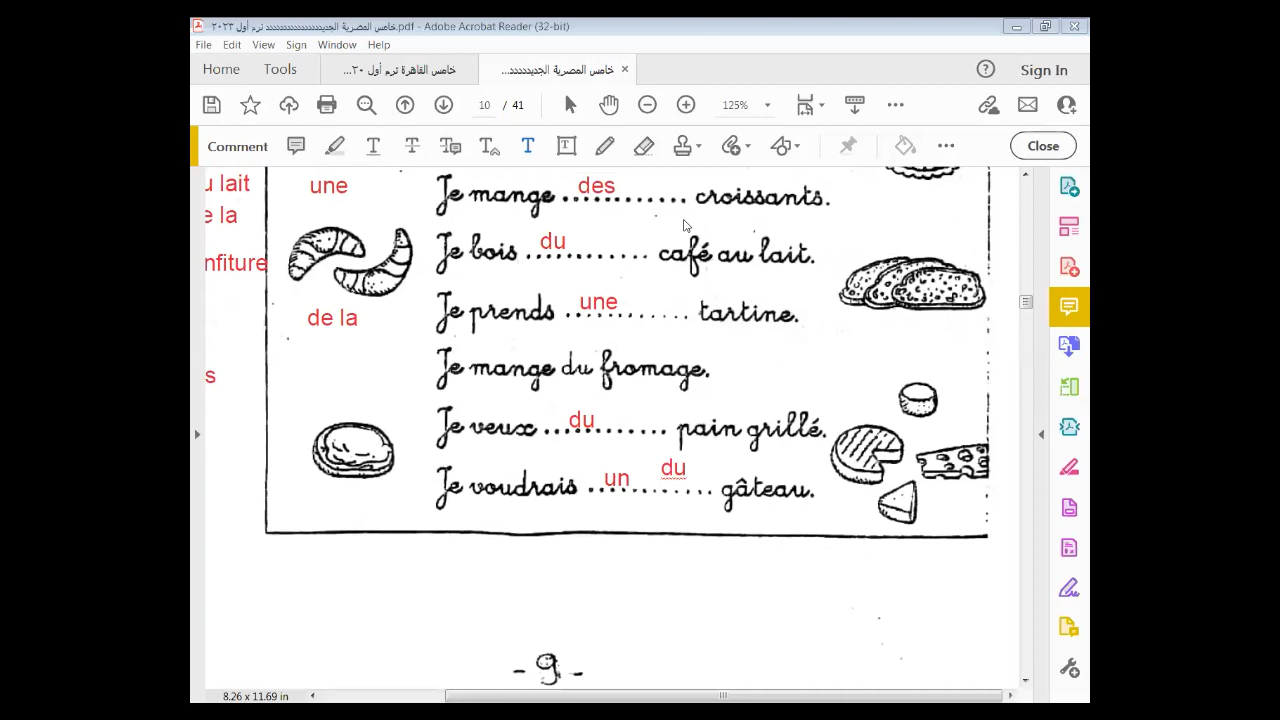 خامس المصرية الجديددددددددددددددد ترم أول ٢٠٢٣.pdf - Adobe Acrobat Reader (32-bit)
File Edit View Sign Window Help
Home Tools خامس القاهرة ترم أول ٢٠... خامس المصرية الجديددددد... × Sign In
10 / 41 125%
Comment Close
u lait une Je mange des croissants.
e la
Je bois du café au lait.
nfiture
Je prends une tartine.
de la
Je mange du fromage.
s
Je veux du pain grillé.
Je voudrais un du gâteau.
- 9 -
8.26 x 11.69 in